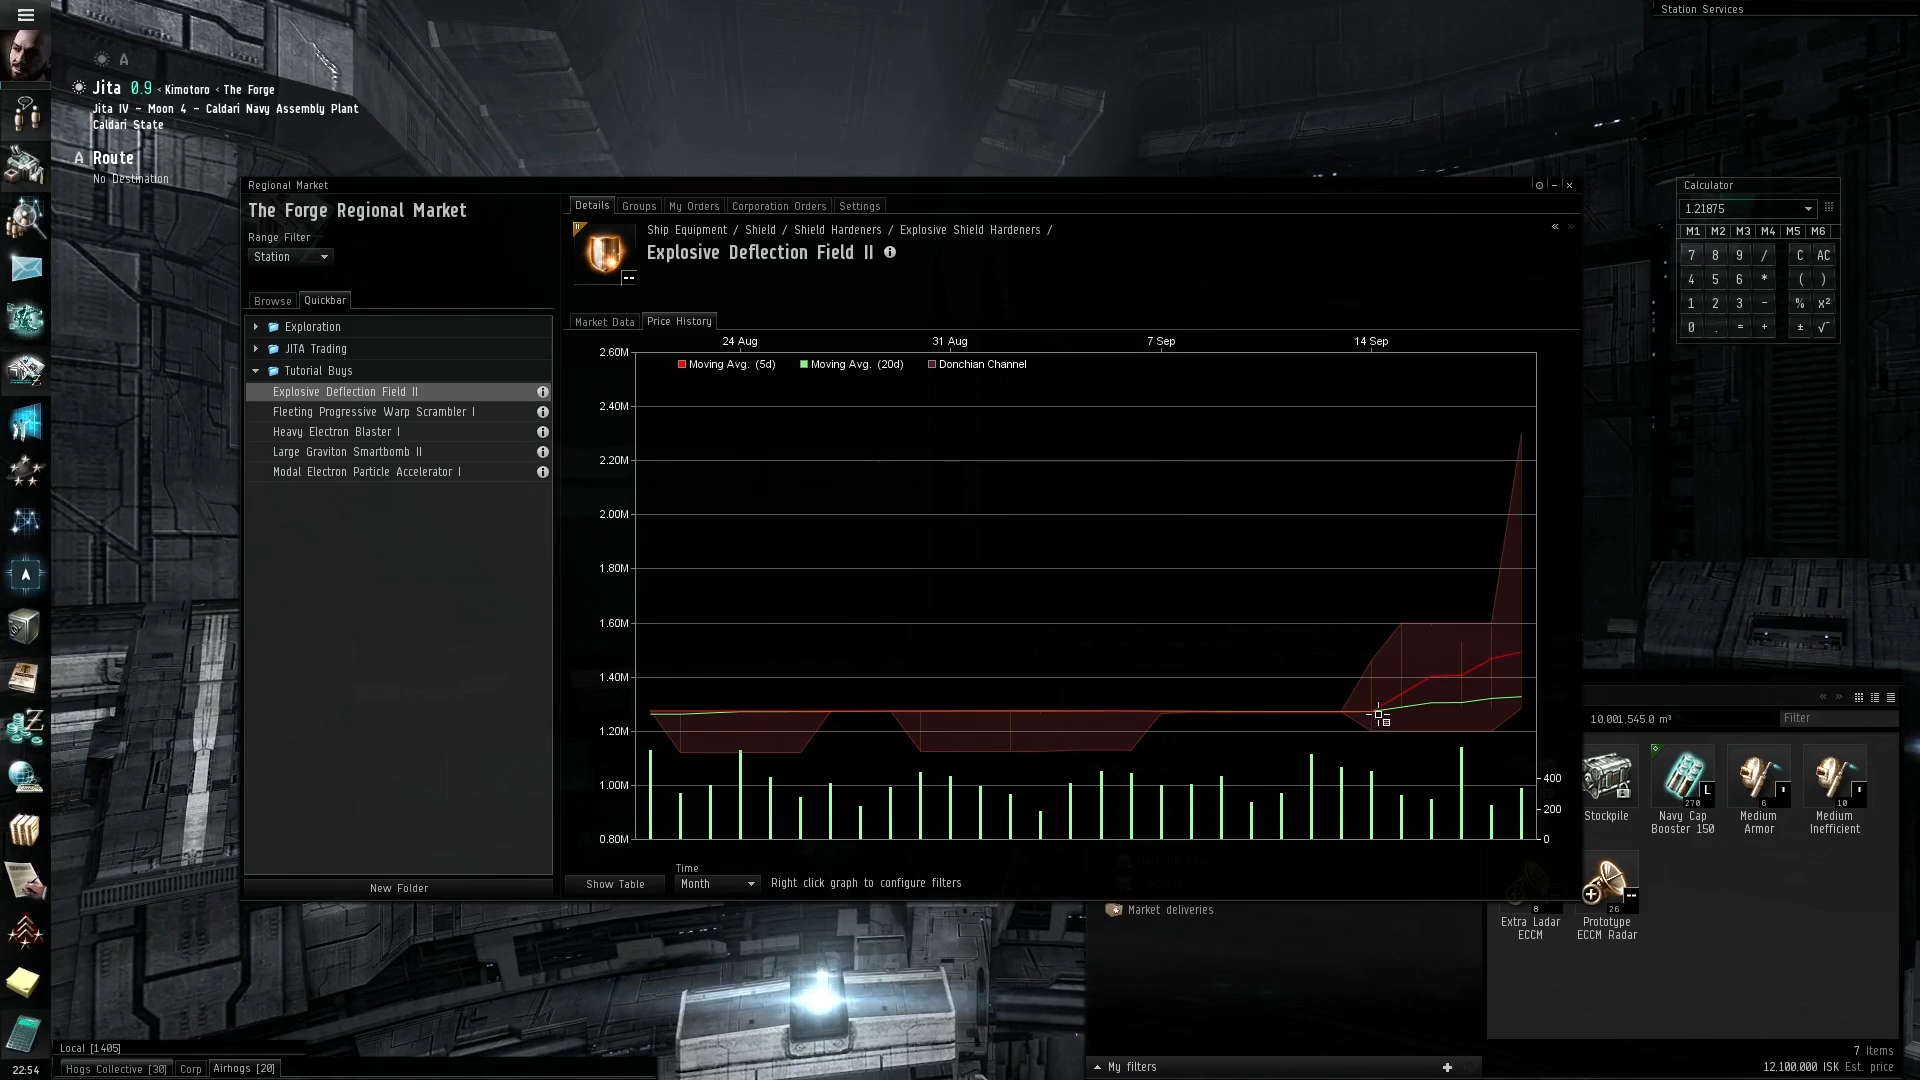 Station Services
A
Jita 0.9 < Kimotoro < The Forge
Jita IV - Moon 4 - Caldari Navy Assembly Plant
Caldari State
A Route
No Destination
Regional Market
The Forge Regional Market
Range Filter
Station
Browse Quickbar
Exploration
JITA Trading
Tutorial Buys
Explosive Deflection Field II
Fleeting Progressive Warp Scrambler I
Heavy Electron Blaster I
Large Graviton Smartbomb II
Modal Electron Particle Accelerator I
New Folder
Details Groups My Orders Corporation Orders Settings
Ship Equipment / Shield / Shield Hardeners / Explosive Shield Hardeners /
Explosive Deflection Field II
Market Data Price History
24 Aug 31 Aug 7 Sep 14 Sep
Moving Avg. (5d) Moving Avg. (20d) Donchian Channel
2.60M
2.40M
2.20M
2.00M
1.80M
1.60M
1.40M
1.20M
1.00M
0.80M
400
200
0
Show Table
Time
Month
Right click graph to configure filters
Calculator
1.21875
M1 M2 M3 M4 M5 M6
7 8 9 / C AC
4 5 6 * ( )
1 2 3 - % x²
0 . = + ± √
10,001,545.0 m³
Filter
Stockpile
270 L
Navy Cap
Booster 150
6
Medium
Armor
10
Medium
Inefficient
8
Extra Ladar
ECCM
26
Prototype
ECCM Radar
Market deliveries
My filters
7 Items
12,100,000 ISK Est. price
Local [1405]
Hogs Collective [30] Corp Airhogs [20]
22:54